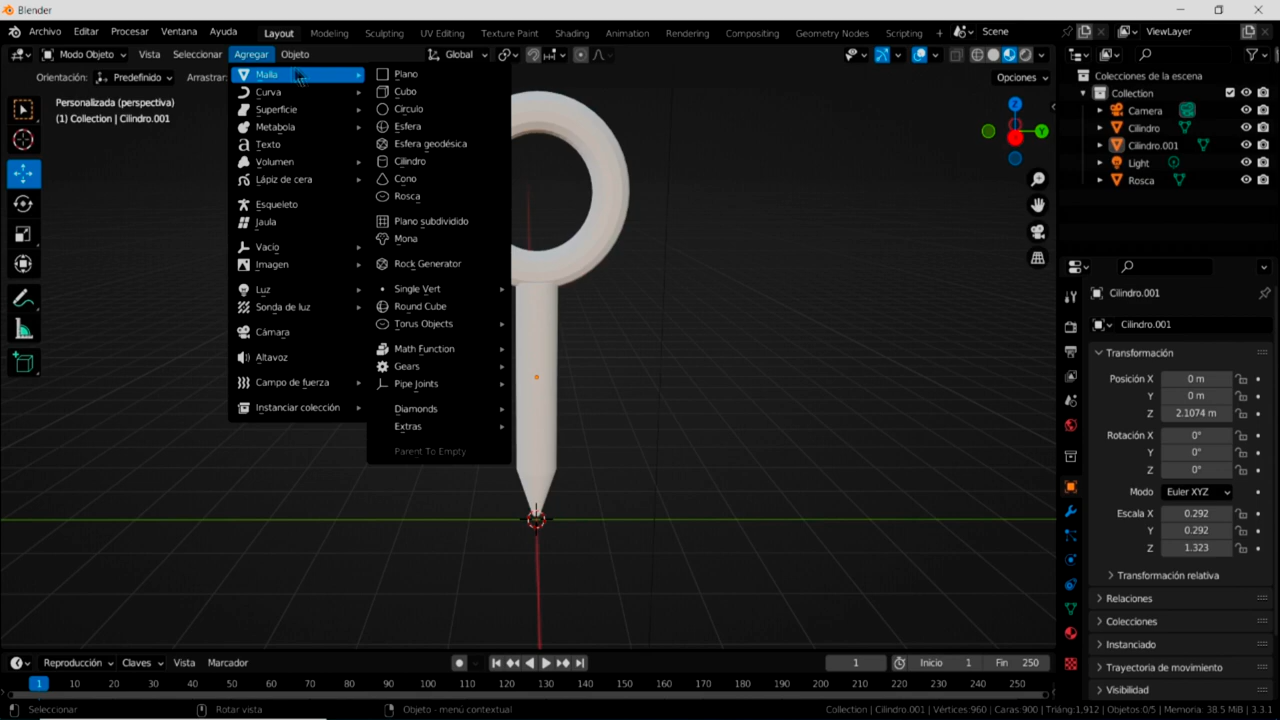 Blender
Archivo Editar Procesar Ventana Ayuda Layout Modeling Sculpting UV Editing Texture Paint Shading Animation Rendering Compositing Geometry Nodes Scripting + Scene ViewLayer
Modo Objeto Vista Seleccionar Agregar Objeto Global
Orientación: Predefinido Arrastrar: Opciones
Personalizada (perspectiva)
(1) Collection | Cilindro.001
Malla
Curva
Superficie
Metabola
Texto
Volumen
Lápiz de cera
Esqueleto
Jaula
Vacío
Imagen
Luz
Sonda de luz
Cámara
Altavoz
Campo de fuerza
Instanciar colección
Plano
Cubo
Círculo
Esfera
Esfera geodésica
Cilindro
Cono
Rosca
Plano subdividido
Mona
Rock Generator
Single Vert
Round Cube
Torus Objects
Math Function
Gears
Pipe Joints
Diamonds
Extras
Parent To Empty
Z
Y
Colecciones de la escena
Collection
Camera
Cilindro
Cilindro.001
Light
Rosca
Cilindro.001
Cilindro.001
Transformación
Posición X 0 m
Y 0 m
Z 2.1074 m
Rotación X 0°
Y 0°
Z 0°
Modo Euler XYZ
Escala X 0.292
Y 0.292
Z 1.323
Transformación relativa
Relaciones
Colecciones
Instanciado
Trayectoria de movimiento
Visibilidad
Reproducción Claves Vista Marcador 1 Inicio 1 Fin 250
1 10 20 30 40 50 60 70 80 90 100 110 120 130 140 150 160 170 180 190 200 210 220 230 240 250
Seleccionar Rotar vista Objeto - menú contextual Collection | Cilindro.001 | Vértices:960 | Caras:900 | Triáng:1,912 | Objetos:0/5 | Memoria: 38.5 MiB | 3.3.1